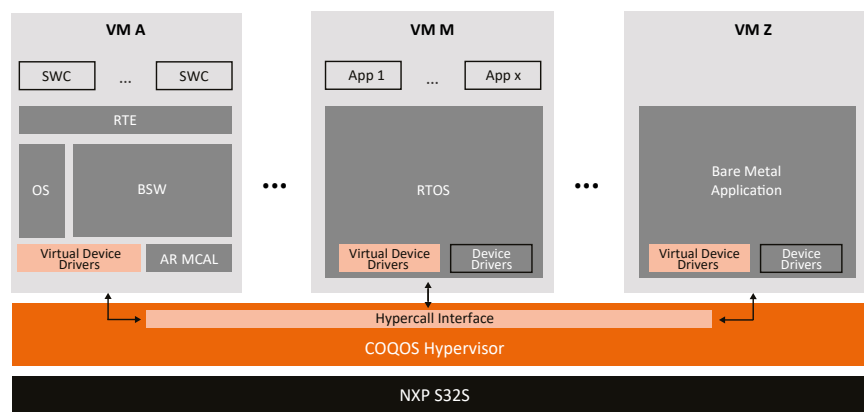 VM A
VM M
VM Z
SWC ... SWC
App 1 ... App x
RTE
OS
BSW
...
RTOS
...
Bare Metal
Application
Virtual Device
Drivers
AR MCAL
Virtual Device
Drivers
Device
Drivers
Virtual Device
Drivers
Device
Drivers
Hypercall Interface
COQOS Hypervisor
NXP S32S